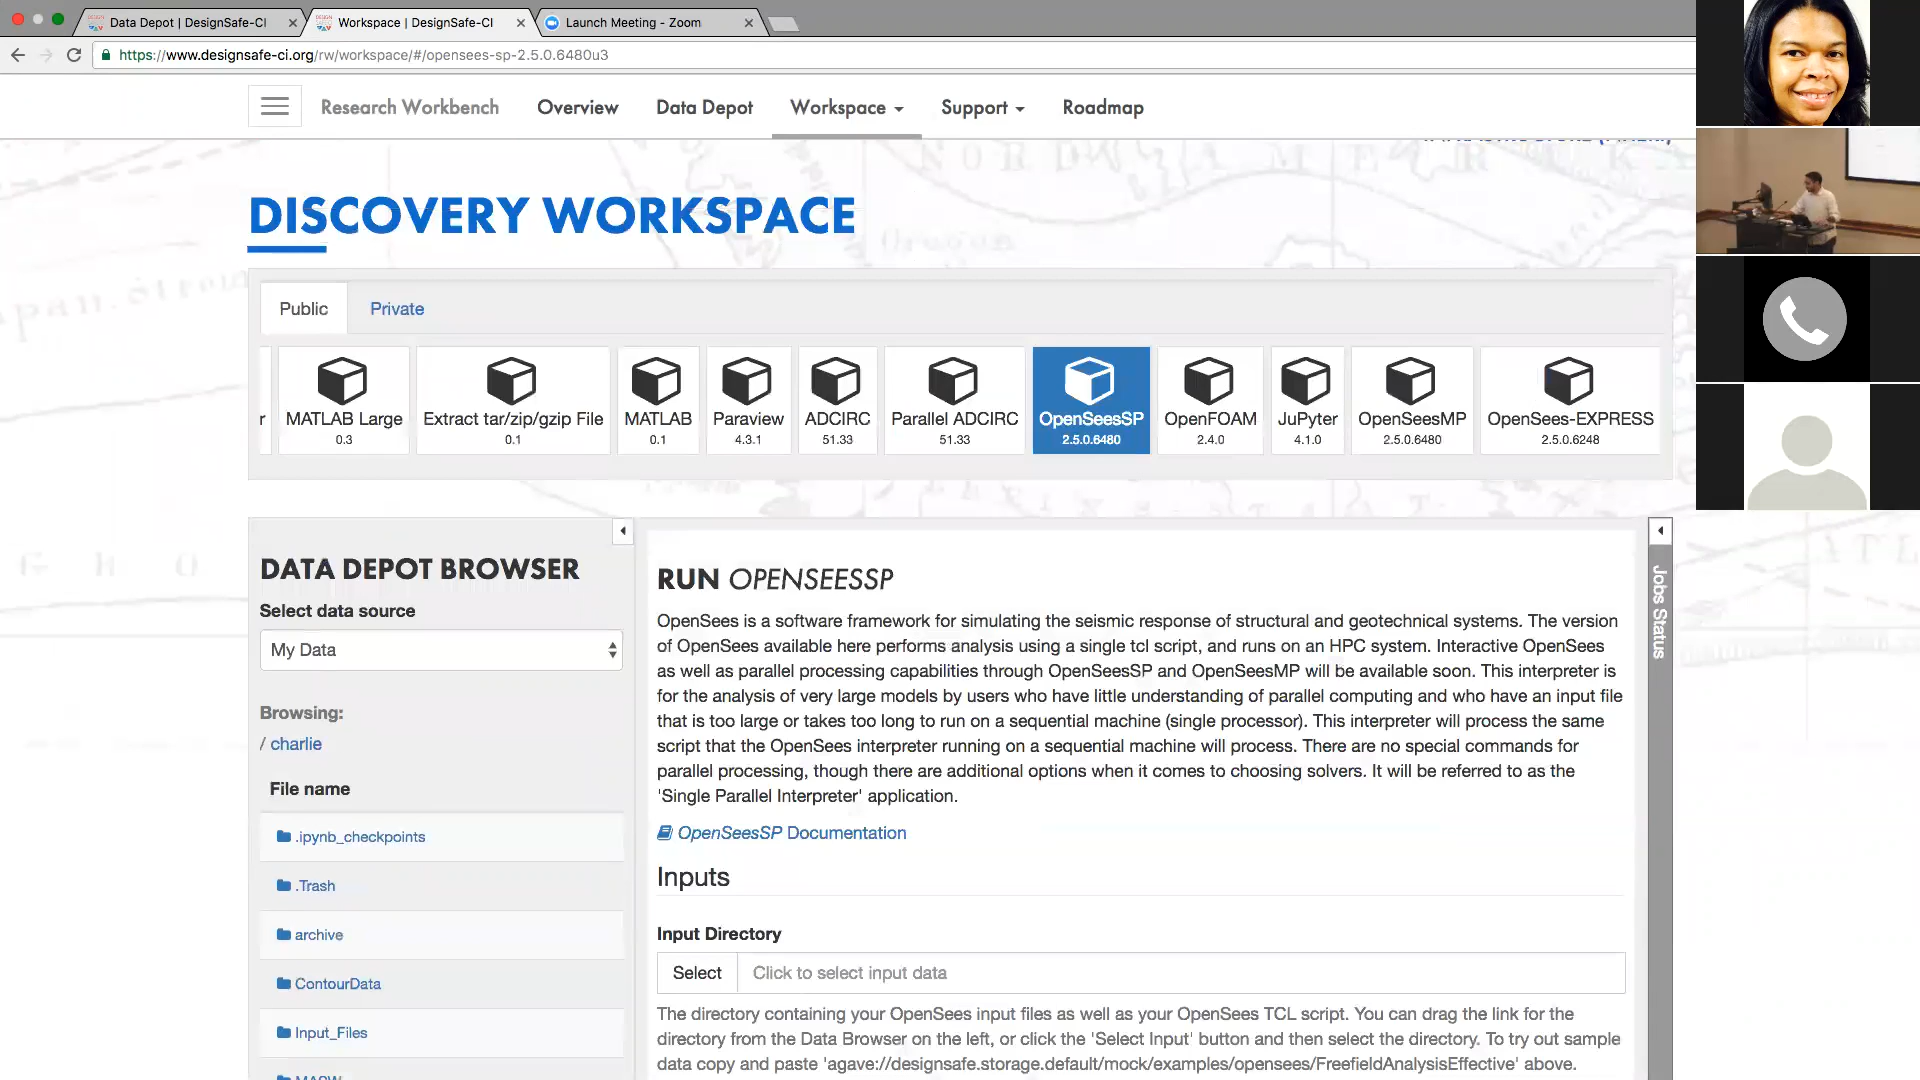 Data Depot | DesignSafe-CI
Workspace | DesignSafe-CI
Launch Meeting - Zoom
https://www.designsafe-ci.org/rw/workspace/#/opensees-sp-2.5.0.6480u3
Research Workbench
Overview
Data Depot
Workspace
Support
Roadmap
DISCOVERY WORKSPACE
Public
Private
r
MATLAB Large
0.3
Extract tar/zip/gzip File
0.1
MATLAB
0.1
Paraview
4.3.1
ADCIRC
51.33
Parallel ADCIRC
51.33
OpenSeesSP
2.5.0.6480
OpenFOAM
2.4.0
JuPyter
4.1.0
OpenSeesMP
2.5.0.6480
OpenSees-EXPRESS
2.5.0.6248
DATA DEPOT BROWSER
Select data source
My Data
Browsing:
/ charlie
File name
.ipynb_checkpoints
.Trash
archive
ContourData
Input_Files
RUN OPENSEESSP
OpenSees is a software framework for simulating the seismic response of structural and geotechnical systems. The version
of OpenSees available here performs analysis using a single tcl script, and runs on an HPC system. Interactive OpenSees
as well as parallel processing capabilities through OpenSeesSP and OpenSeesMP will be available soon. This interpreter is
for the analysis of very large models by users who have little understanding of parallel computing and who have an input file
that is too large or takes too long to run on a sequential machine (single processor). This interpreter will process the same
script that the OpenSees interpreter running on a sequential machine will process. There are no special commands for
parallel processing, though there are additional options when it comes to choosing solvers. It will be referred to as the
'Single Parallel Interpreter' application.
OpenSeesSP Documentation
Inputs
Input Directory
Select
Click to select input data
The directory containing your OpenSees input files as well as your OpenSees TCL script. You can drag the link for the
directory from the Data Browser on the left, or click the 'Select Input' button and then select the directory. To try out sample
data copy and paste 'agave://designsafe.storage.default/mock/examples/opensees/FreefieldAnalysisEffective' above.
Jobs Status